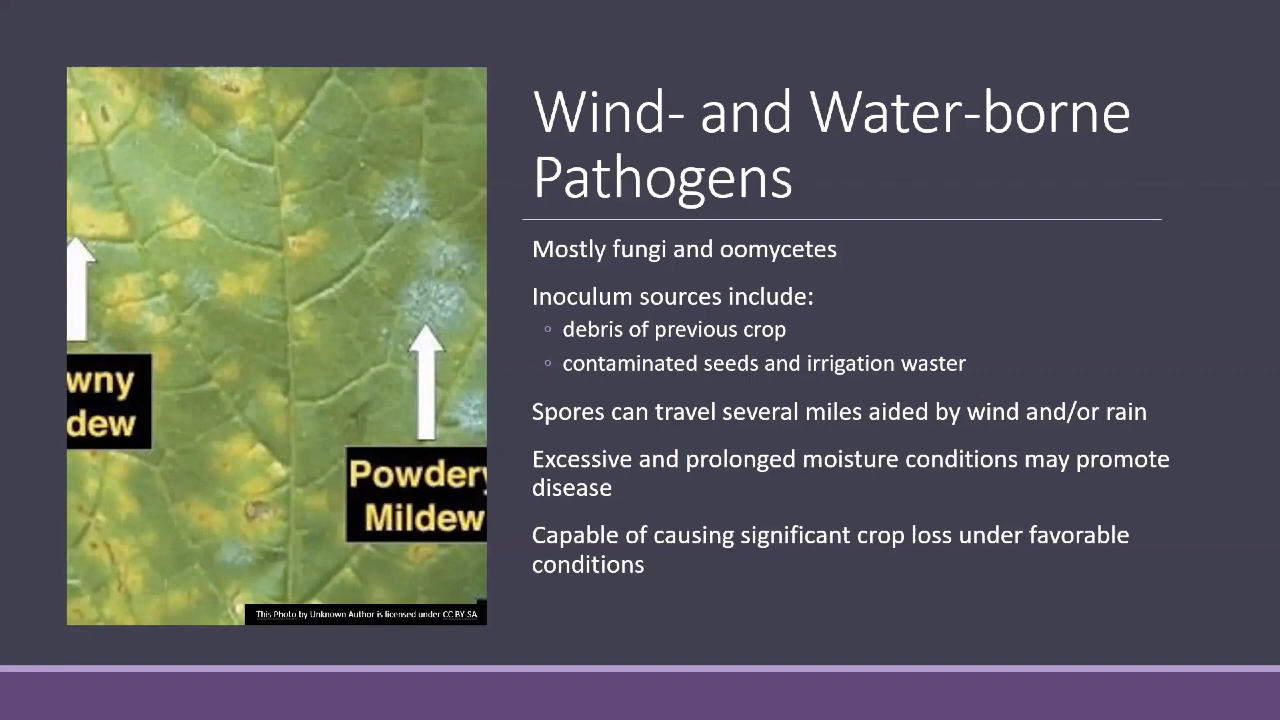 Wind- and Water-borne
Pathogens
Mostly fungi and oomycetes
Inoculum sources include:
debris of previous crop
contaminated seeds and irrigation waster
Spores can travel several miles aided by wind and/or rain
Excessive and prolonged moisture conditions may promote
disease
Capable of causing significant crop loss under favorable
conditions
wny
dew
Powdery
Mildew
This Photo by Unknown Author is licensed under CC BY-SA